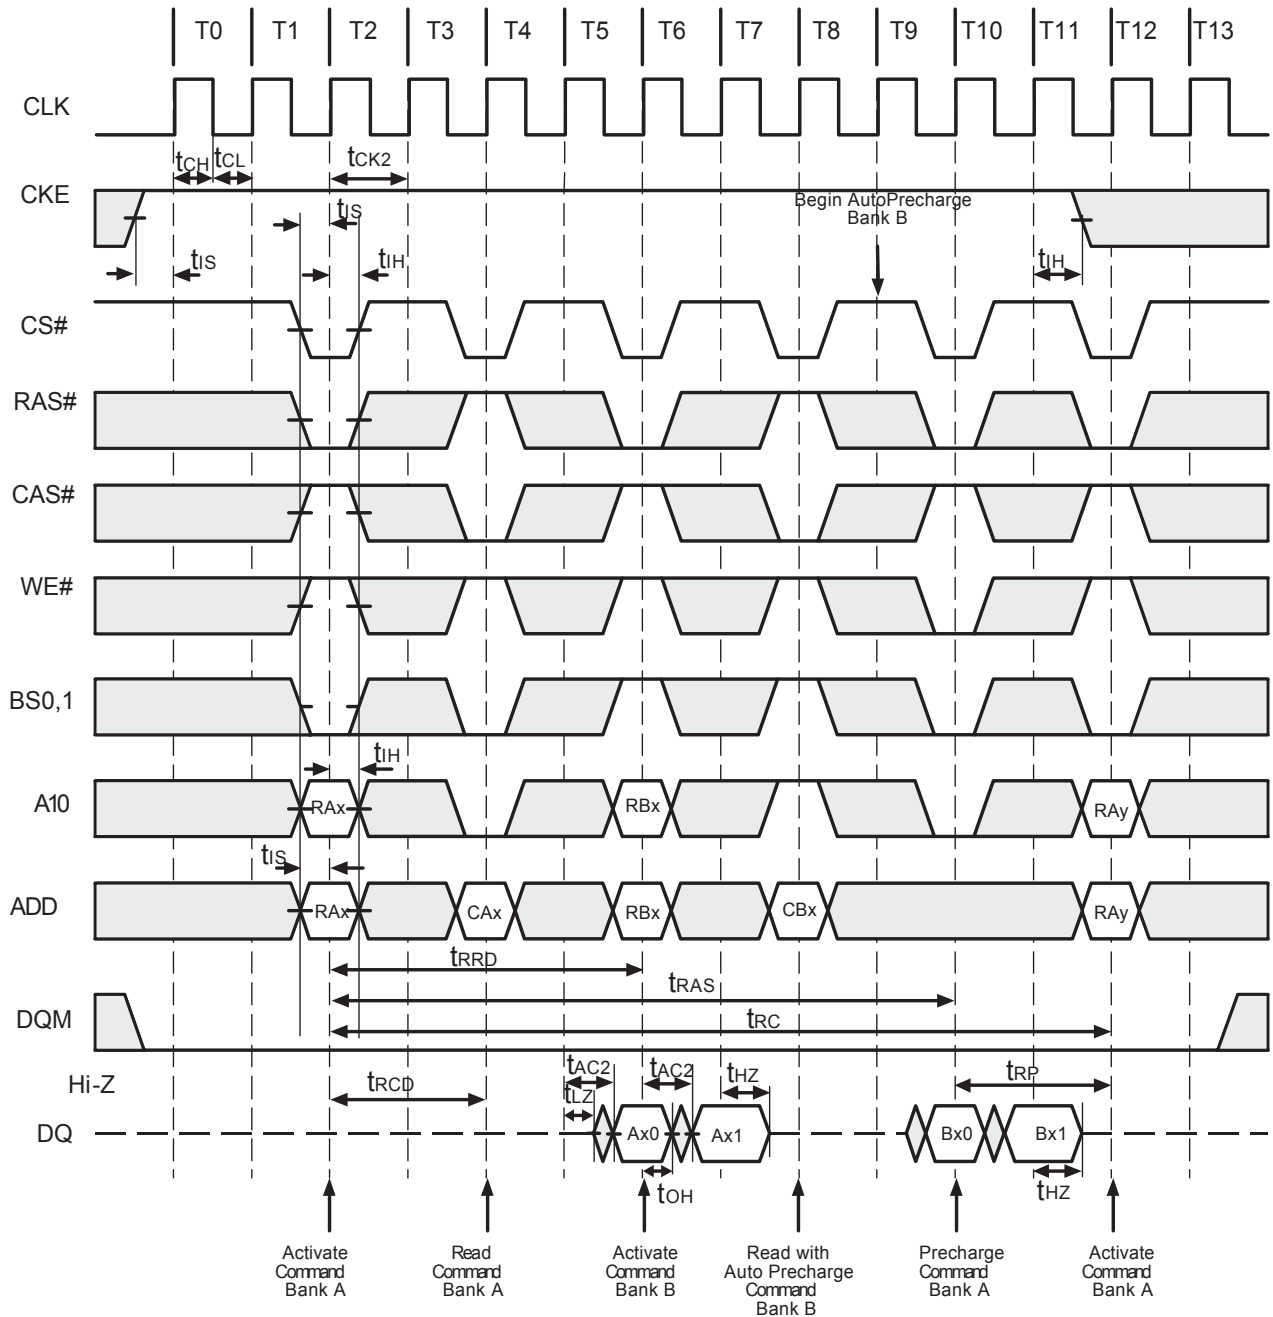 T0 T1 T2 T3 T4 T5 T6 T7 T8 T9 T10 T11 T12 T13
CLK
tCH tCL tCK2
CKE
Begin AutoPrecharge
Bank B
tIS
tIS tIH tIH
CS#
RAS#
CAS#
WE#
BS0,1
tIH
A10 RAx RBx RAy
tIS
ADD RAx CAx RBx CBx RAy
tRRD
tRAS
DQM tRC
Hi-Z tRCD tAC2 tAC2 tHZ tRP
tLZ
DQ Ax0 Ax1 Bx0 Bx1
tOH tHZ
Activate
Command
Bank A
Read
Command
Bank A
Activate
Command
Bank B
Read with
Auto Precharge
Command
Bank B
Precharge
Command
Bank A
Activate
Command
Bank A